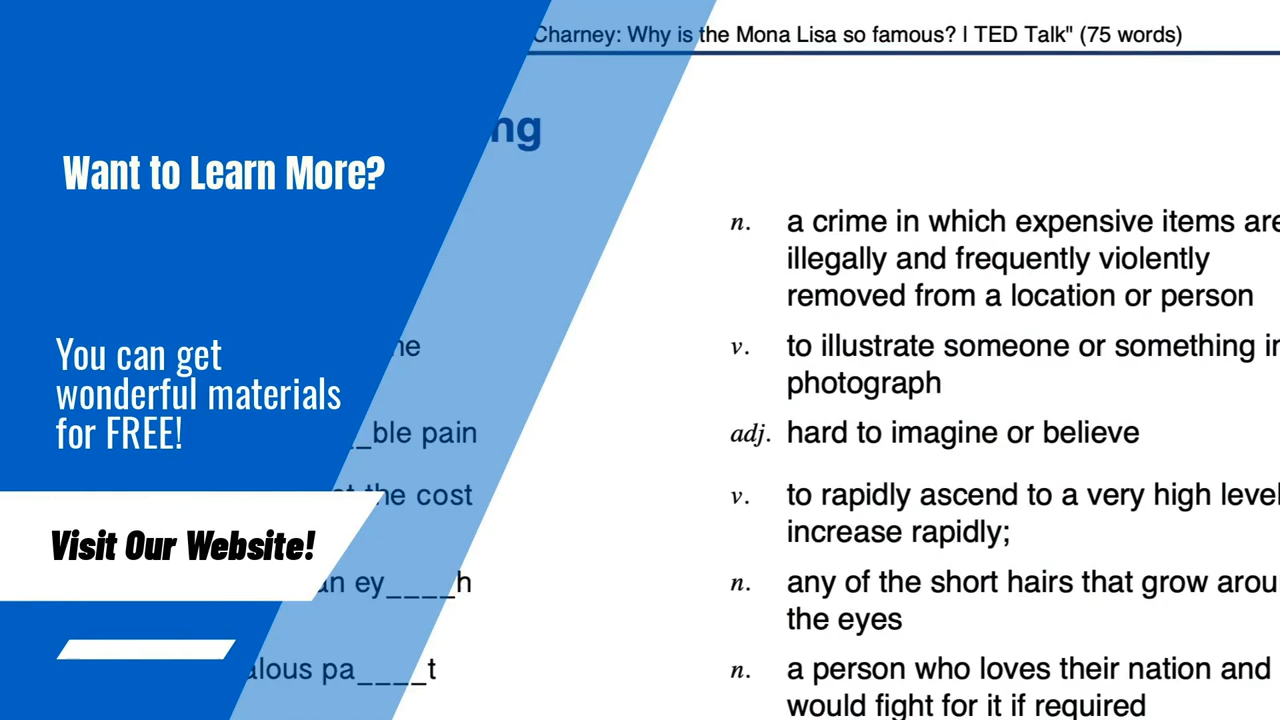 Charney: Why is the Mona Lisa so famous? | TED Talk" (75 words)
ng
Want to Learn More?
You can get
wonderful materials
for FREE!
Visit Our Website!
ne
_ble pain
the cost
an ey____h
alous pa____t
n. a crime in which expensive items are
illegally and frequently violently
removed from a location or person
v. to illustrate someone or something in
photograph
adj. hard to imagine or believe
v. to rapidly ascend to a very high level
increase rapidly;
n. any of the short hairs that grow arou
the eyes
n. a person who loves their nation and
would fight for it if required